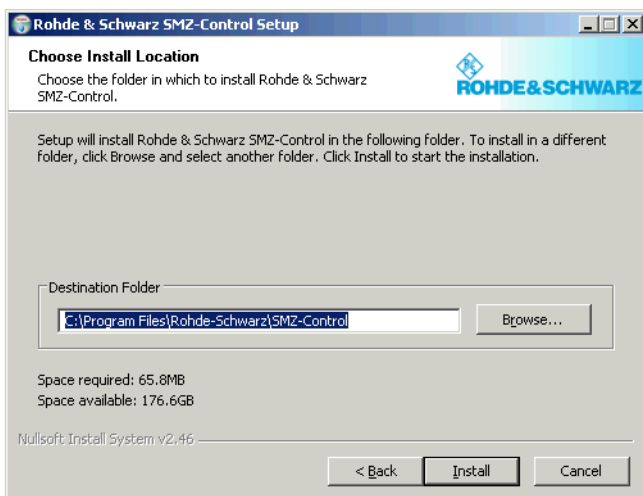 Rohde & Schwarz SMZ-Control Setup
Choose Install Location
Choose the folder in which to install Rohde & Schwarz
SMZ-Control.
ROHDE&SCHWARZ
Setup will install Rohde & Schwarz SMZ-Control in the following folder. To install in a different
folder, click Browse and select another folder. Click Install to start the installation.
Destination Folder
C:\Program Files\Rohde-Schwarz\SMZ-Control
Browse...
Space required: 65.8MB
Space available: 176.6GB
Nullsoft Install System v2.46
< Back Install Cancel